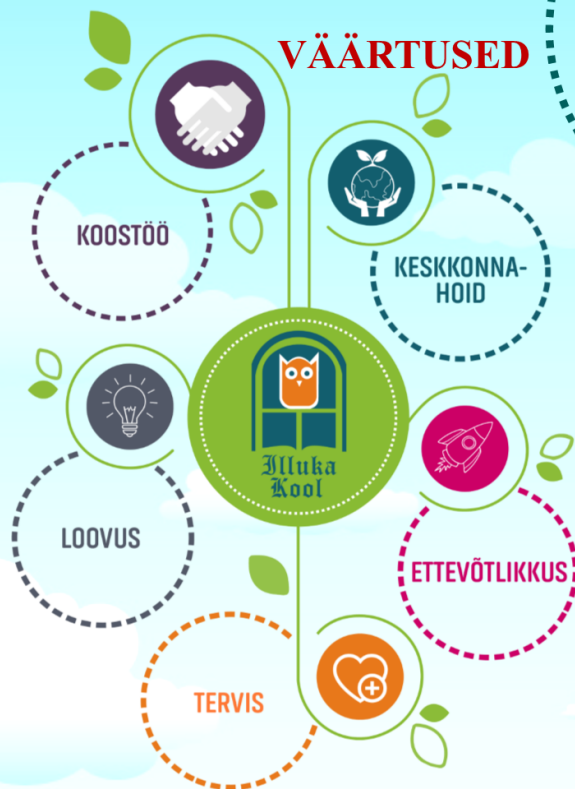 VÄÄRTUSED
KOOSTÖÖ
KESKKONNA-
HOID
Illuka
Kool
LOOVUS
ETTEVÕTLIKKUS
TERVIS